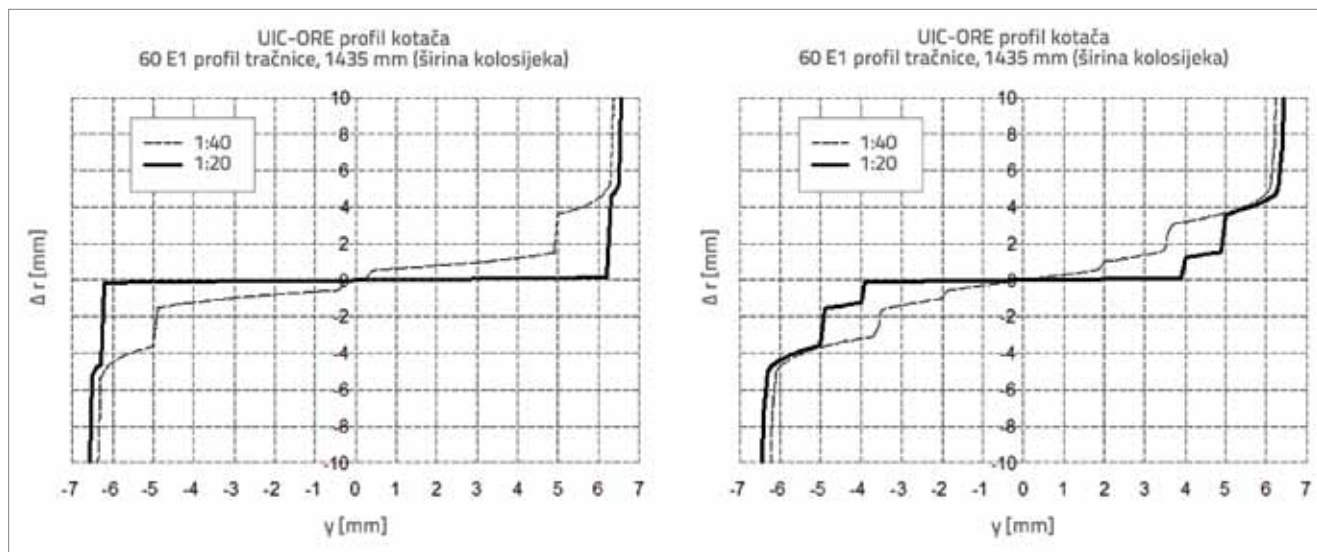 UIC-ORE profil kotača
60 E1 profil tračnice, 1435 mm (širina kolosijeka)
10
8
6
4
2
0
-2
-4
-6
-8
-10
1:40
1:20
Δ r [mm]
-7 -6 -5 -4 -3 -2 -1 0 1 2 3 4 5 6 7
y [mm]
UIC-ORE profil kotača
60 E1 profil tračnice, 1435 mm (širina kolosijeka)
10
8
6
4
2
0
-2
-4
-6
-8
-10
1:40
1:20
Δ r [mm]
-7 -6 -5 -4 -3 -2 -1 0 1 2 3 4 5 6 7
y [mm]